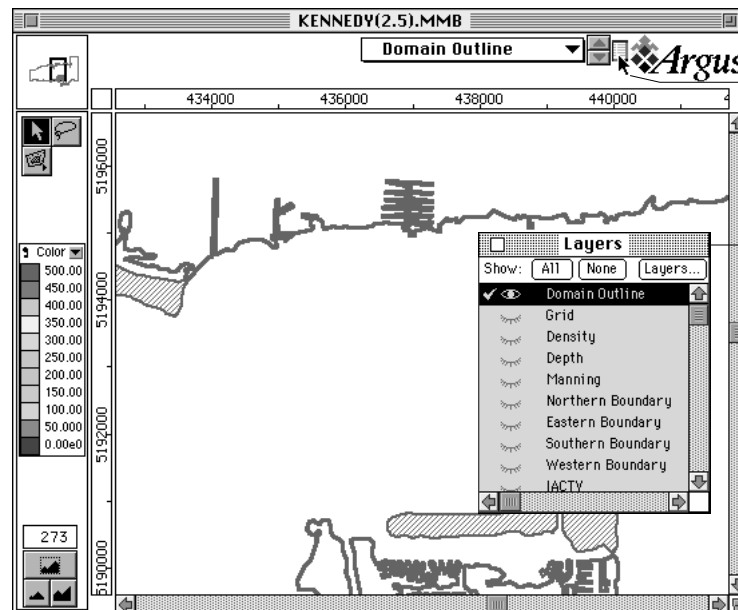 KENNEDY(2.5).MMB
Domain Outline
Argus
434000 436000 438000 440000
5196000
5194000
5192000
5190000
Color
500.00
450.00
400.00
350.00
300.00
250.00
200.00
150.00
100.00
50.000
0.00e0
273
Layers
Show: All None Layers...
Domain Outline
Grid
Density
Depth
Manning
Northern Boundary
Eastern Boundary
Southern Boundary
Western Boundary
IACTY